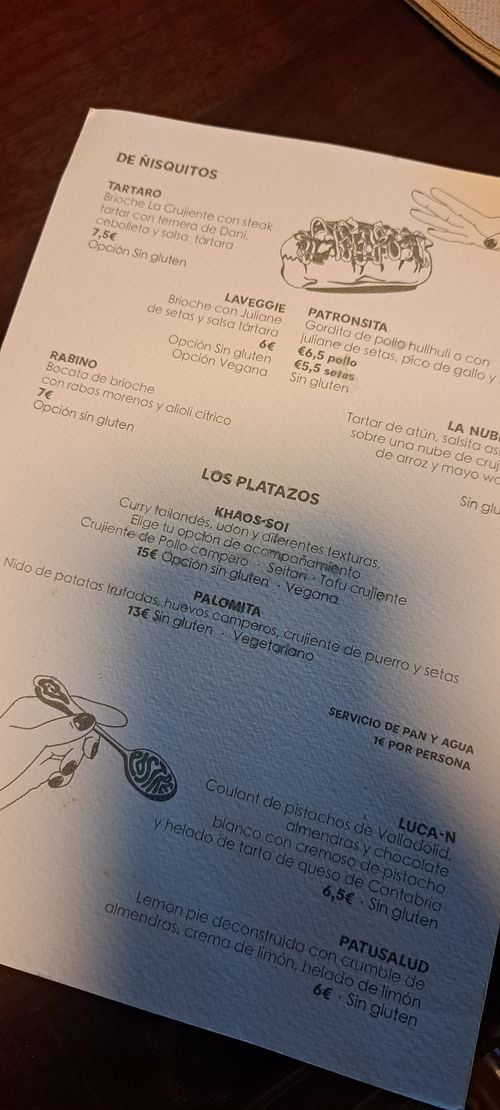 DE ÑISQUITOS
TARTARO
Brioche La Crujiente con steak
tartar con ternera de Dani,
cebolleta y salsa tártara
7,5€
Opción Sin gluten
LAVEGGIE
Brioche con Juliane
de setas y salsa tártara
6€
Opción Sin gluten
Opción Vegana
PATRONSITA
Gordita de pollo hulihuli o con
juliane de setas, pico de gallo y
€6,5 pollo
€5,5 setas
Sin gluten
RABINO
Bocata de brioche
con rabas morenas y alioli cítrico
7€
Opción sin gluten
LA
Tartar de atún, salsita
sobre una nube de
de arroz y mayo
Sin
LOS PLATAZOS
KHAOS-SOI
Curry tailandés, udon y diferentes texturas,
Elige tu opción de acompañamiento
Crujiente de Pollo campero · Seitan · Tofu crujiente
15€ Opción sin gluten · Vegana
PALOMITA
Nido de patatas trufadas, huevos camperos, crujiente de puerro y setas
13€ Sin gluten · Vegetariano
SERVICIO DE PAN Y AGUA
1€ POR PERSONA
POSTRES
LUCA-N
Coulant de pistachos de Valladolid,
almendras y chocolate
blanco con cremoso de pistacho
y helado de tarta de queso de Cantabria
6,5€ · Sin gluten
PATUSALUD
Lemon pie deconstruida con crumble de
almendras, crema de limón, helado de limón
6€ · Sin gluten